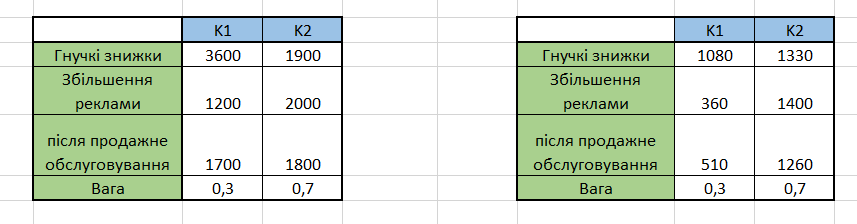 K1 K2
Гнучкі знижки 3600 1900
Збільшення
реклами 1200 2000
після продажне
обслуговування 1700 1800
Вага 0,3 0,7
K1 K2
Гнучкі знижки 1080 1330
Збільшення
реклами 360 1400
після продажне
обслуговування 510 1260
Вага 0,3 0,7